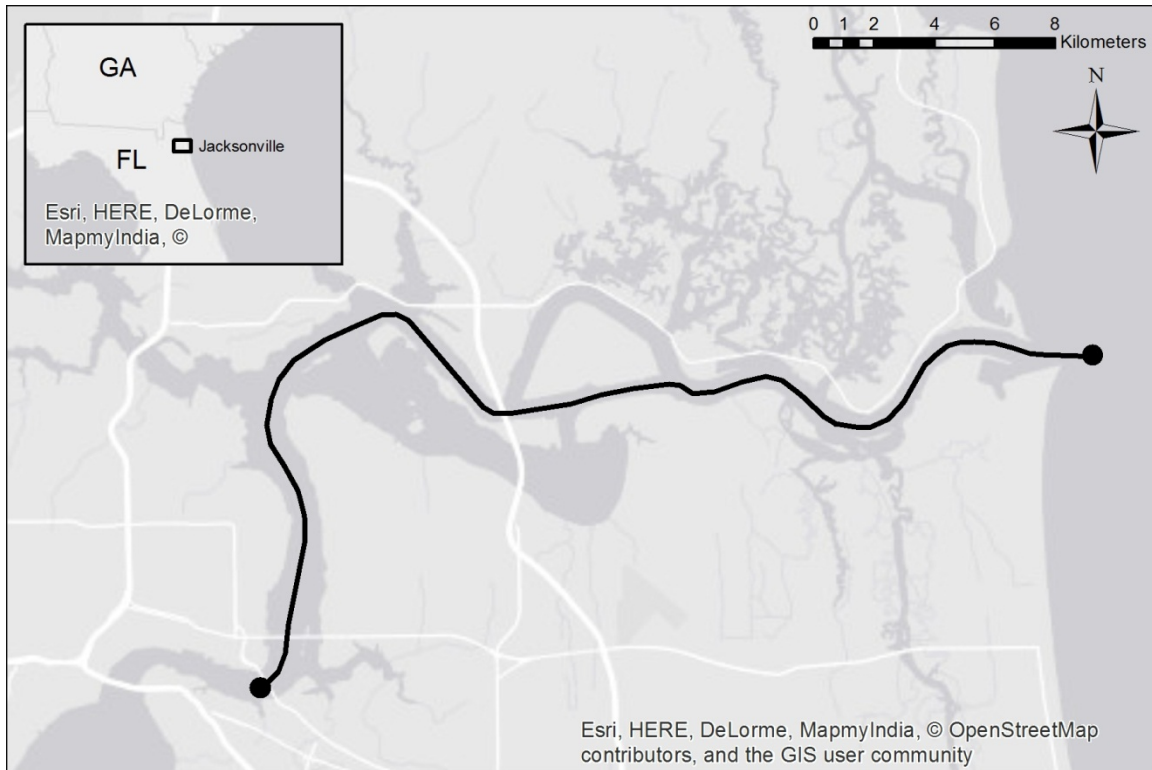 GA
FL
Jacksonville
Esri, HERE, DeLorme,
MapmyIndia, ©
0 1 2 4 6 8
Kilometers
N
Esri, HERE, DeLorme, MapmyIndia, © OpenStreetMap
contributors, and the GIS user community